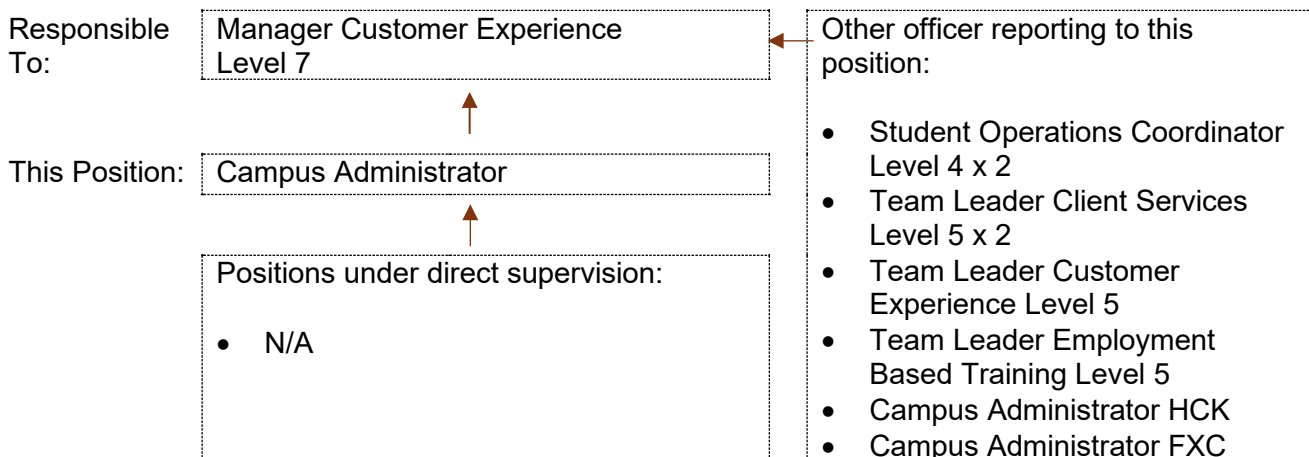 Responsible
To:
Manager Customer Experience
Level 7
Other officer reporting to this
position:
• Student Operations Coordinator
Level 4 x 2
• Team Leader Client Services
Level 5 x 2
• Team Leader Customer
Experience Level 5
• Team Leader Employment
Based Training Level 5
• Campus Administrator HCK
• Campus Administrator FXC
This Position:
Campus Administrator
Positions under direct supervision:
• N/A